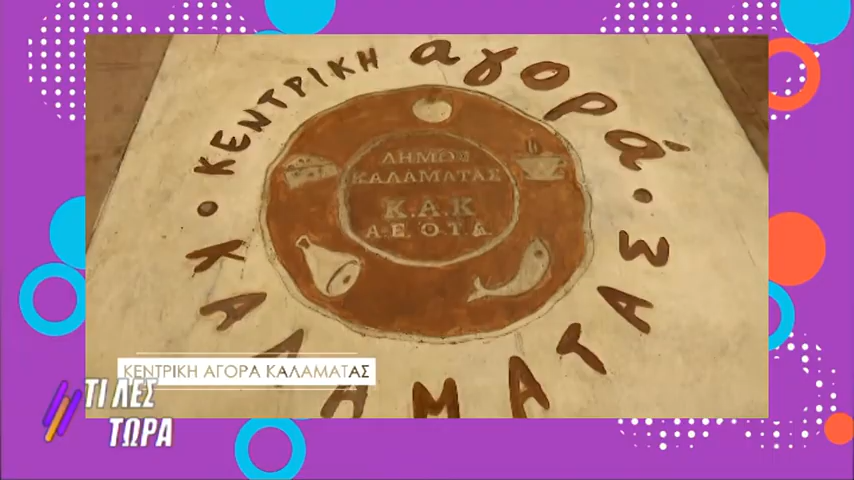 ΚΕΝΤΡΙΚΗ αγορά
ΚΑΛΑΜΑΤΑΣ
ΔΗΜΟΣ
ΚΑΛΑΜΑΤΑΣ
Κ.Α.Κ
Α.Ε. Ο.Τ.Α.
ΚΕΝΤΡΙΚΗ ΑΓΟΡΑ ΚΑΛΑΜΑΤΑΣ
ΤΙ ΛΕΣ
ΤΩΡΑ